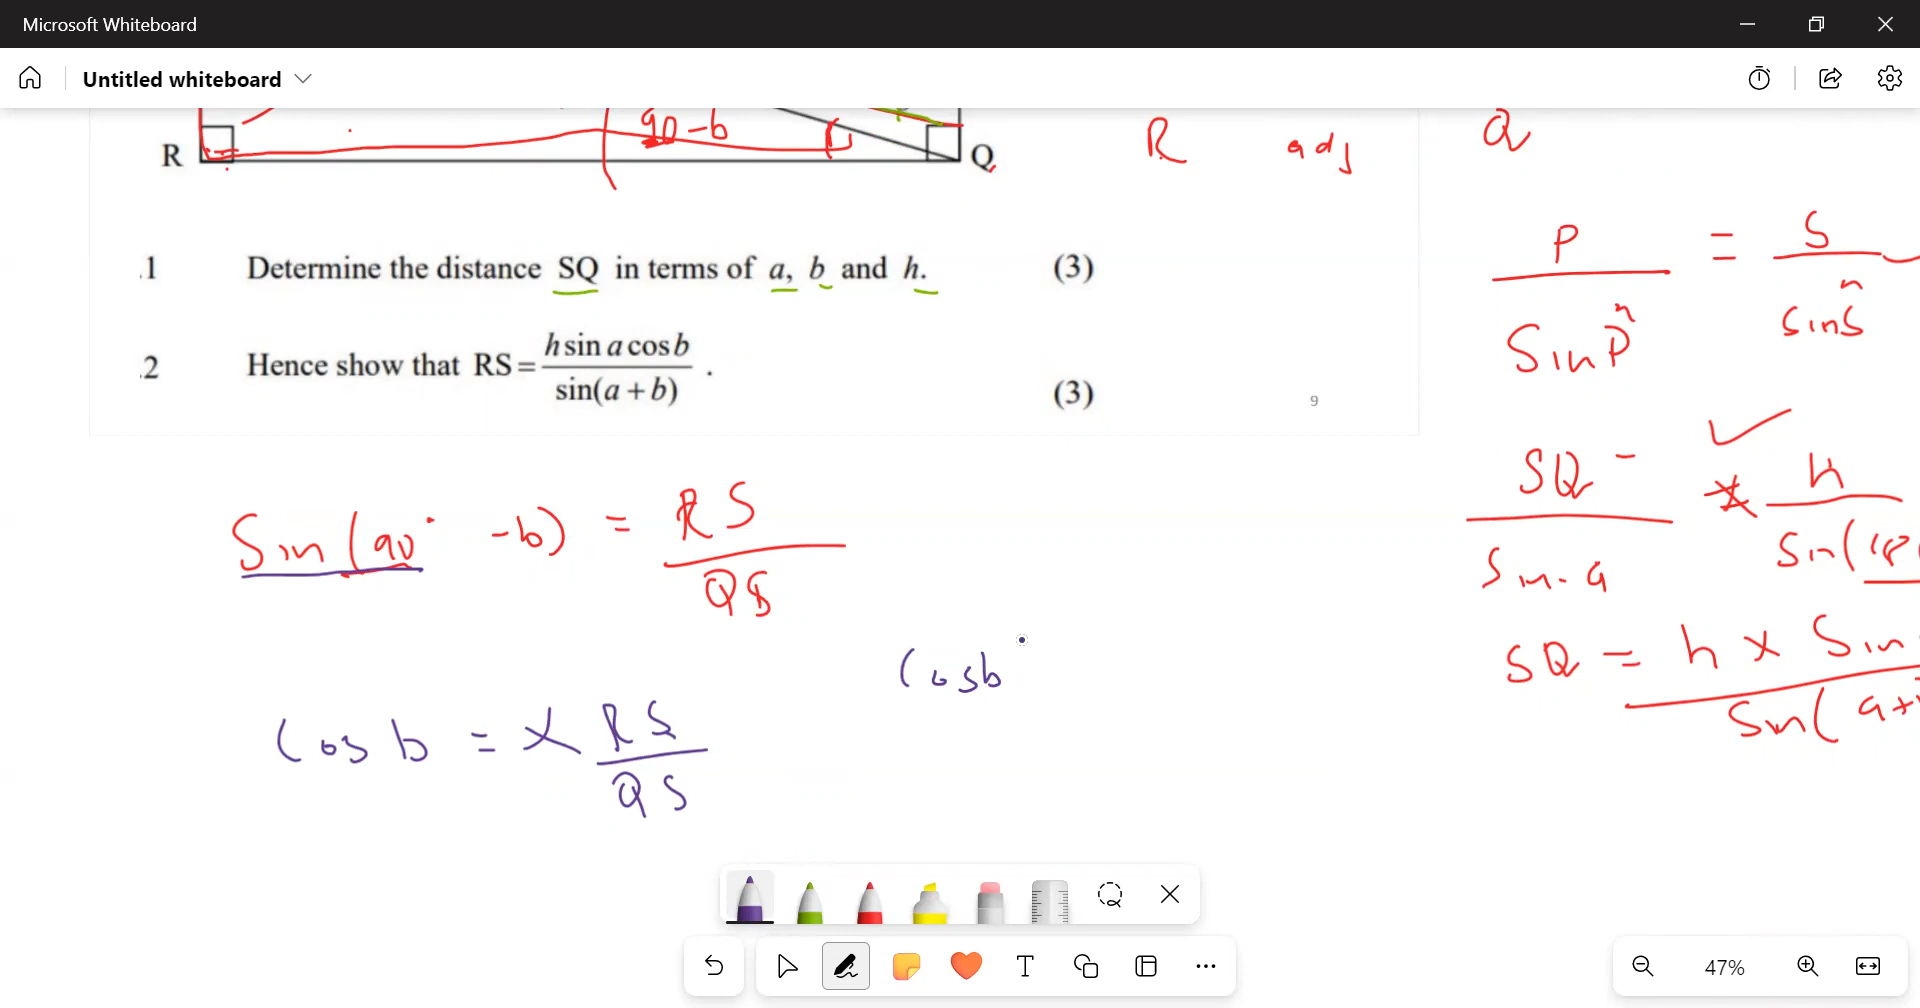 Microsoft Whiteboard
Untitled whiteboard
90-b
R
Q
R
adj
Q
.1 Determine the distance SQ in terms of a, b and h. (3)
.2 Hence show that RS = h sin a cos b / sin(a + b) . (3)
9
P / Sin P = S / Sin S
SQ / Sin a = h / Sin(18
SQ = h x Sin / Sin( a+
Sin (90° -b) = RS / QS
Cos b
Cos b = x RS / QS
47%